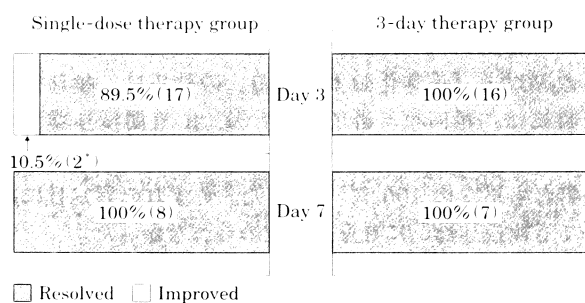 Single-dose therapy group 3-day therapy group
89.5%(17) Day 3 100%(16)
10.5%(2*)
100%(8) Day 7 100%(7)
Resolved Improved